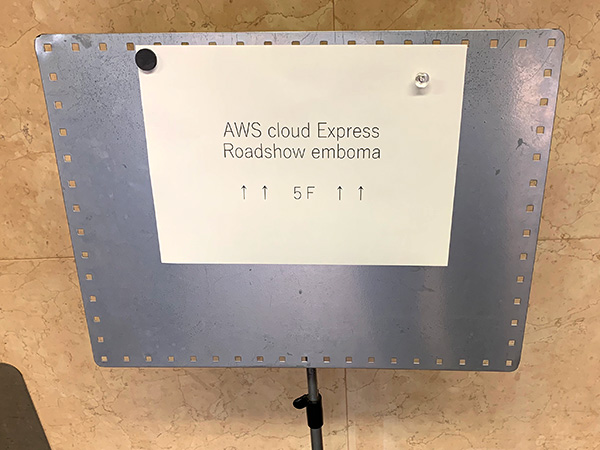 AWS cloud Express
Roadshow emboma
↑ ↑ 5F ↑ ↑